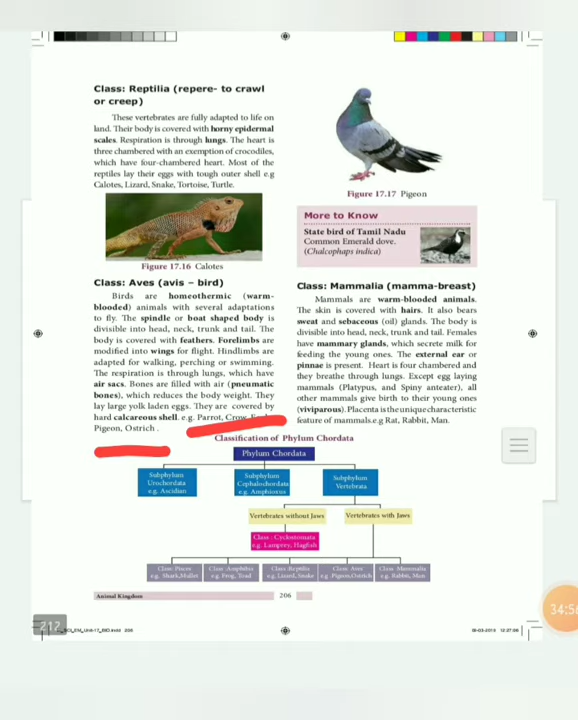 Class: Reptilia (repere- to crawl
or creep)
These vertebrates are fully adapted to life on
land. Their body is covered with horny epidermal
scales. Respiration is through lungs. The heart is
three chambered with an exemption of crocodiles,
which have four-chambered heart. Most of the
reptiles lay their eggs with tough outer shell e.g
Calotes, Lizard, Snake, Tortoise, Turtle.
Figure 17.16 Calotes
Class: Aves (avis – bird)
Birds are homeothermic (warm-
blooded) animals with several adaptations
to fly. The spindle or boat shaped body is
divisible into head, neck, trunk and tail. The
body is covered with feathers. Forelimbs are
modified into wings for flight. Hindlimbs are
adapted for walking, perching or swimming.
The respiration is through lungs, which have
air sacs. Bones are filled with air (pneumatic
bones), which reduces the body weight. They
lay large yolk laden eggs. They are covered by
hard calcareous shell. e.g. Parrot, Crow,
Pigeon, Ostrich .
Figure 17.17 Pigeon
More to Know
State bird of Tamil Nadu
Common Emerald dove.
(Chalcophaps indica)
Class: Mammalia (mamma-breast)
Mammals are warm-blooded animals.
The skin is covered with hairs. It also bears
sweat and sebaceous (oil) glands. The body is
divisible into head, neck, trunk and tail. Females
have mammary glands, which secrete milk for
feeding the young ones. The external ear or
pinnae is present. Heart is four chambered and
they breathe through lungs. Except egg laying
mammals (Platypus, and Spiny anteater), all
other mammals give birth to their young ones
(viviparous). Placenta is the unique characteristic
feature of mammals.e.g Rat, Rabbit, Man.
Classification of Phylum Chordata
Phylum Chordata
Subphylum
Urochordata
e.g. Ascidian
Subphylum
Cephalochordata
e.g. Amphioxus
Subphylum
Vertebrata
Vertebrates without Jaws
Vertebrates with Jaws
Class : Cyclostomata
e.g. Lamprey, Hagfish
Class: Pisces
e.g. Shark,Mullet
Class: Amphibia
e.g. Frog, Toad
Class :Reptilia
e.g. Lizard, Snake
Class: Aves
e.g. Pigeon,Ostrich
Class: Mammalia
e.g. Rabbit, Man
Animal Kingdom
206
217
34:56